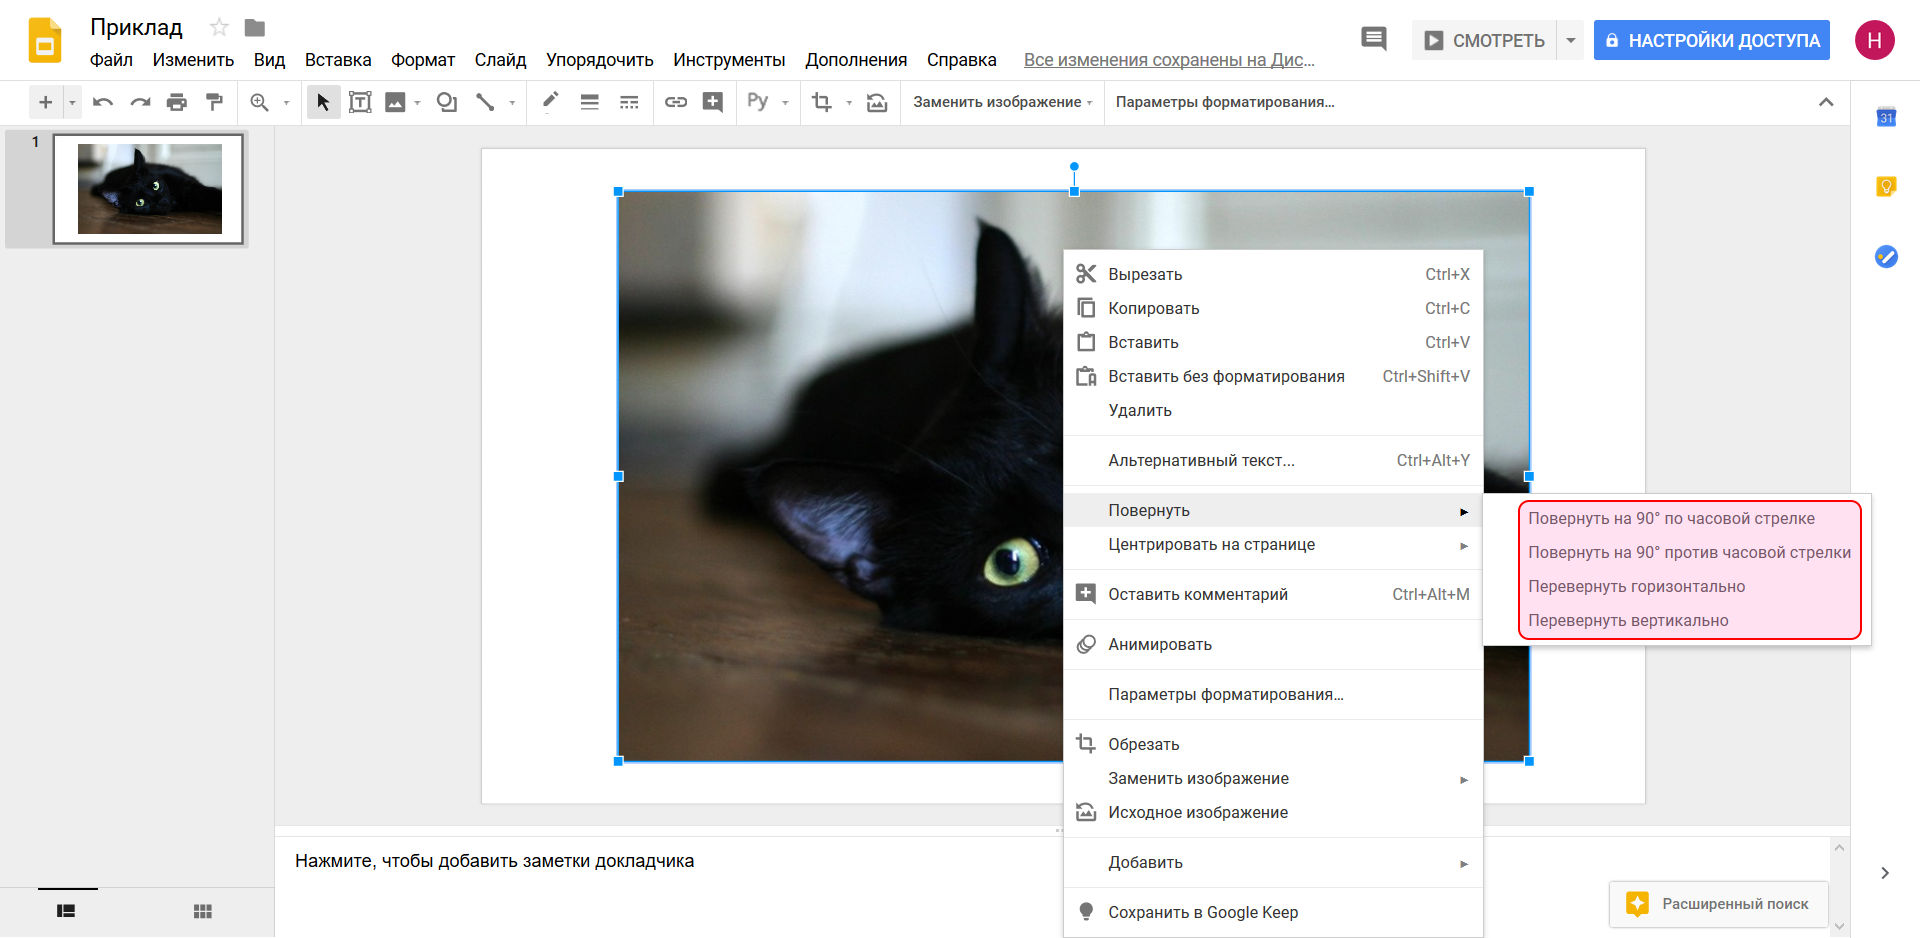 Приклад
Файл Изменить Вид Вставка Формат Слайд Упорядочить Инструменты Дополнения Справка Все изменения сохранены на Дис...
СМОТРЕТЬ
НАСТРОЙКИ ДОСТУПА
Н
Py Заменить изображение Параметры форматирования...
31
1
Вырезать Ctrl+X
Копировать Ctrl+C
Вставить Ctrl+V
Вставить без форматирования Ctrl+Shift+V
Удалить
Альтернативный текст... Ctrl+Alt+Y
Повернуть
Центрировать на странице
Оставить комментарий Ctrl+Alt+M
Анимировать
Параметры форматирования...
Обрезать
Заменить изображение
Исходное изображение
Добавить
Сохранить в Google Keep
Повернуть на 90° по часовой стрелке
Повернуть на 90° против часовой стрелки
Перевернуть горизонтально
Перевернуть вертикально
Нажмите, чтобы добавить заметки докладчика
Расширенный поиск